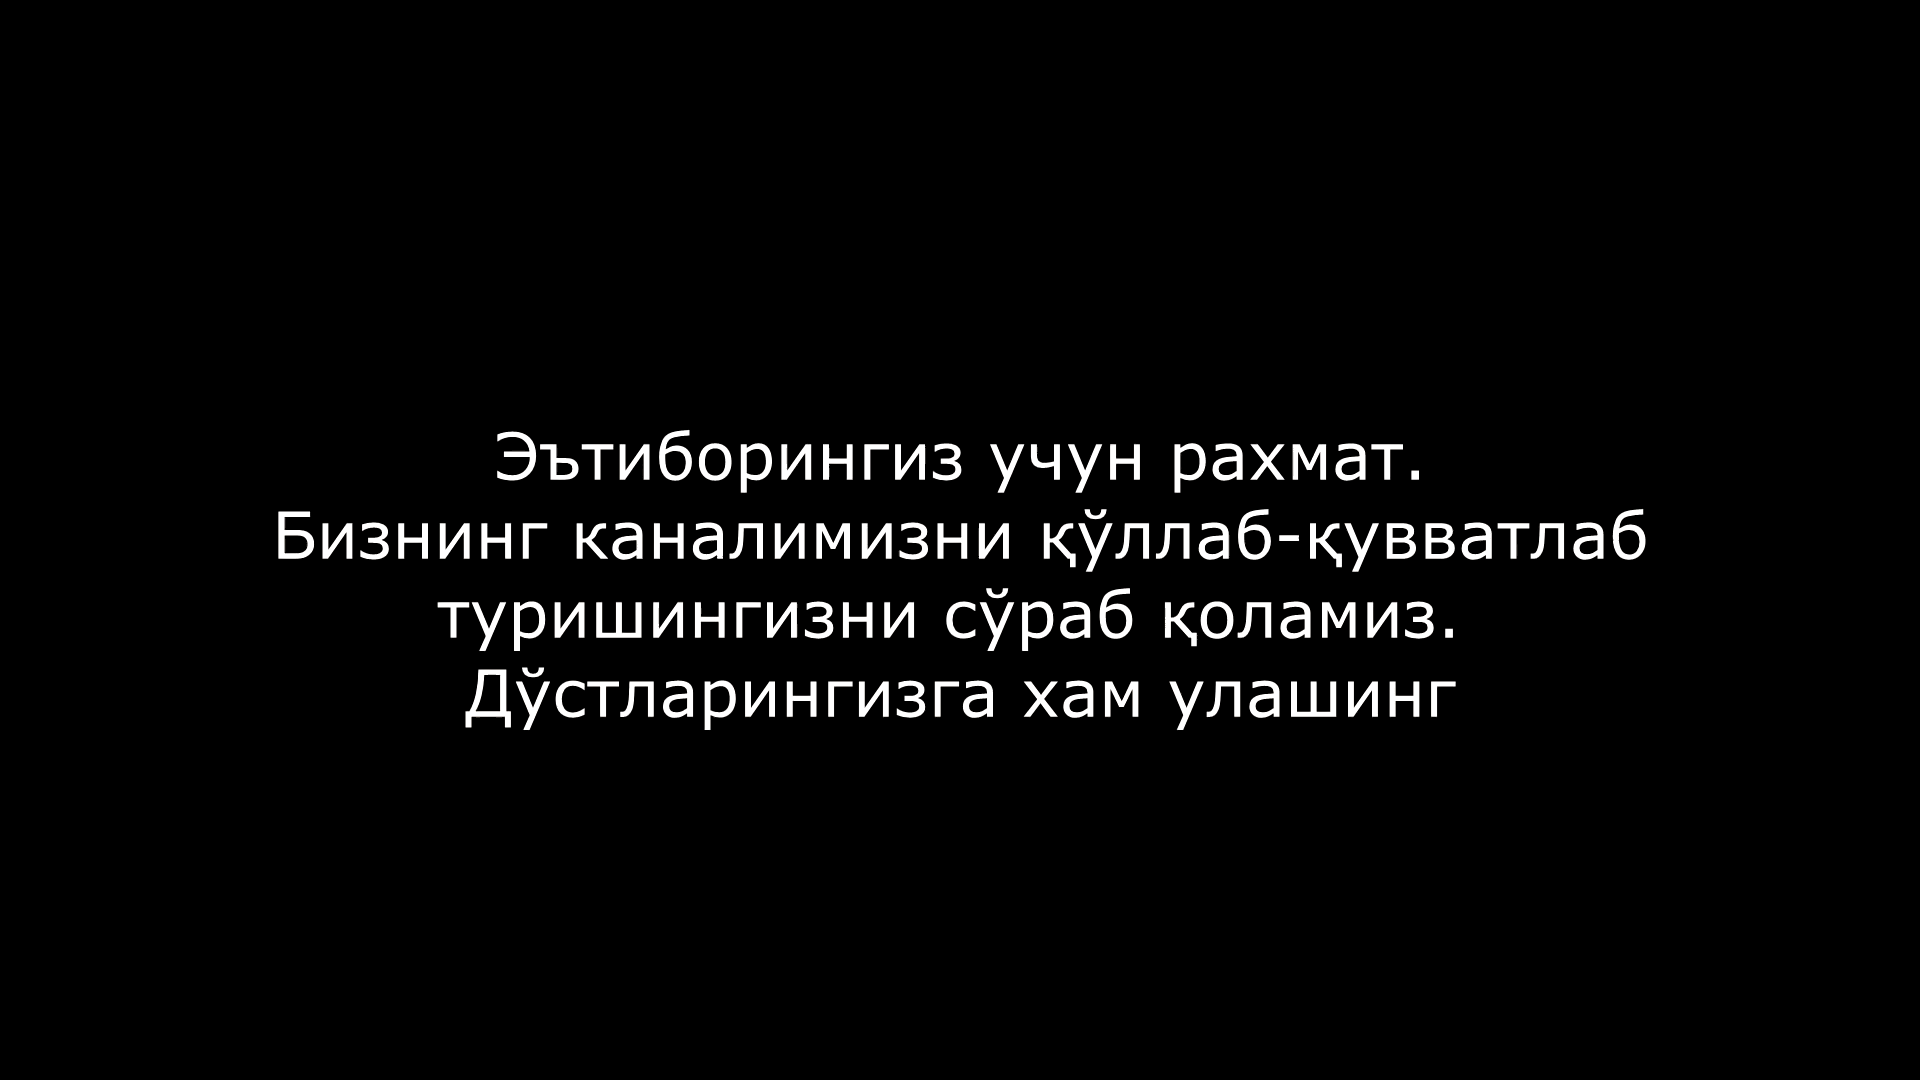 Эътиборингиз учун рахмат.
Бизнинг каналимизни қўллаб-қувватлаб
туришингизни сўраб қоламиз.
Дўстларингизга хам улашинг